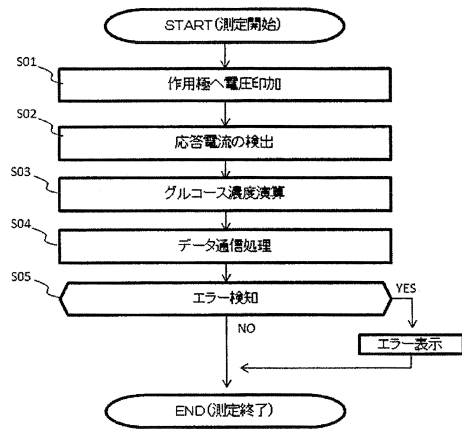 START(測定開始)
S01
作用極へ電圧印加
S02
応答電流の検出
S03
グルコース濃度演算
S04
データ通信処理
S05
エラー検知
YES
NO
エラー表示
END(測定終了)